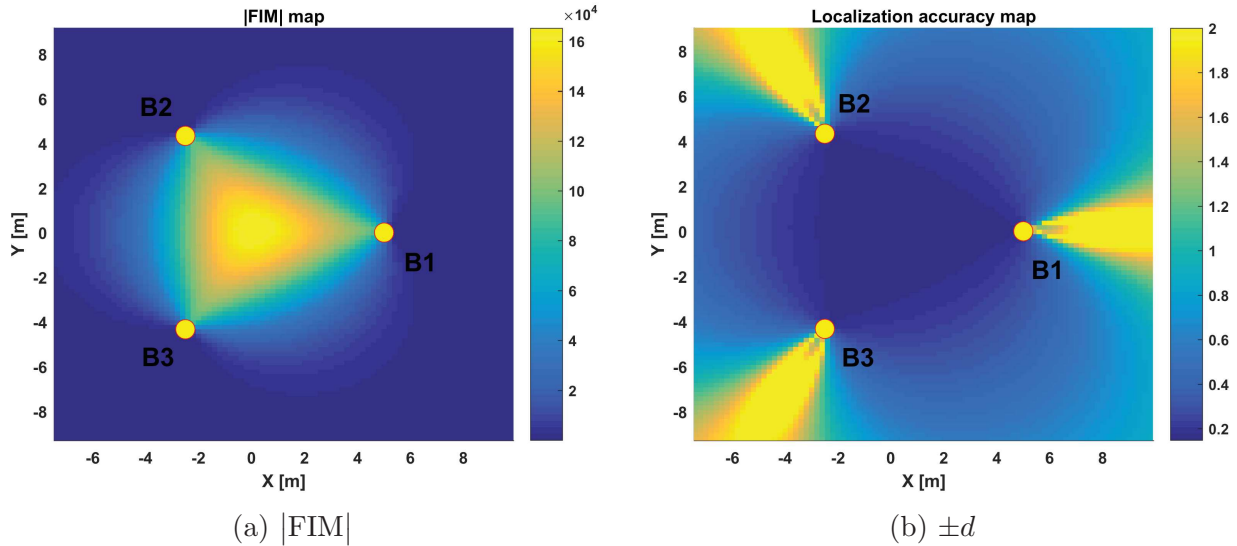 |FIM| map
×10⁴
8
6
4
2
0
-2
-4
-6
-8
Y [m]
-6 -4 -2 0 2 4 6 8
X [m]
B2
B1
B3
16
14
12
10
8
6
4
2
(a) |FIM|
Localization accuracy map
8
6
4
2
0
-2
-4
-6
-8
Y [m]
-6 -4 -2 0 2 4 6 8
X [m]
B2
B1
B3
2
1.8
1.6
1.4
1.2
1
0.8
0.6
0.4
0.2
(b) ±d